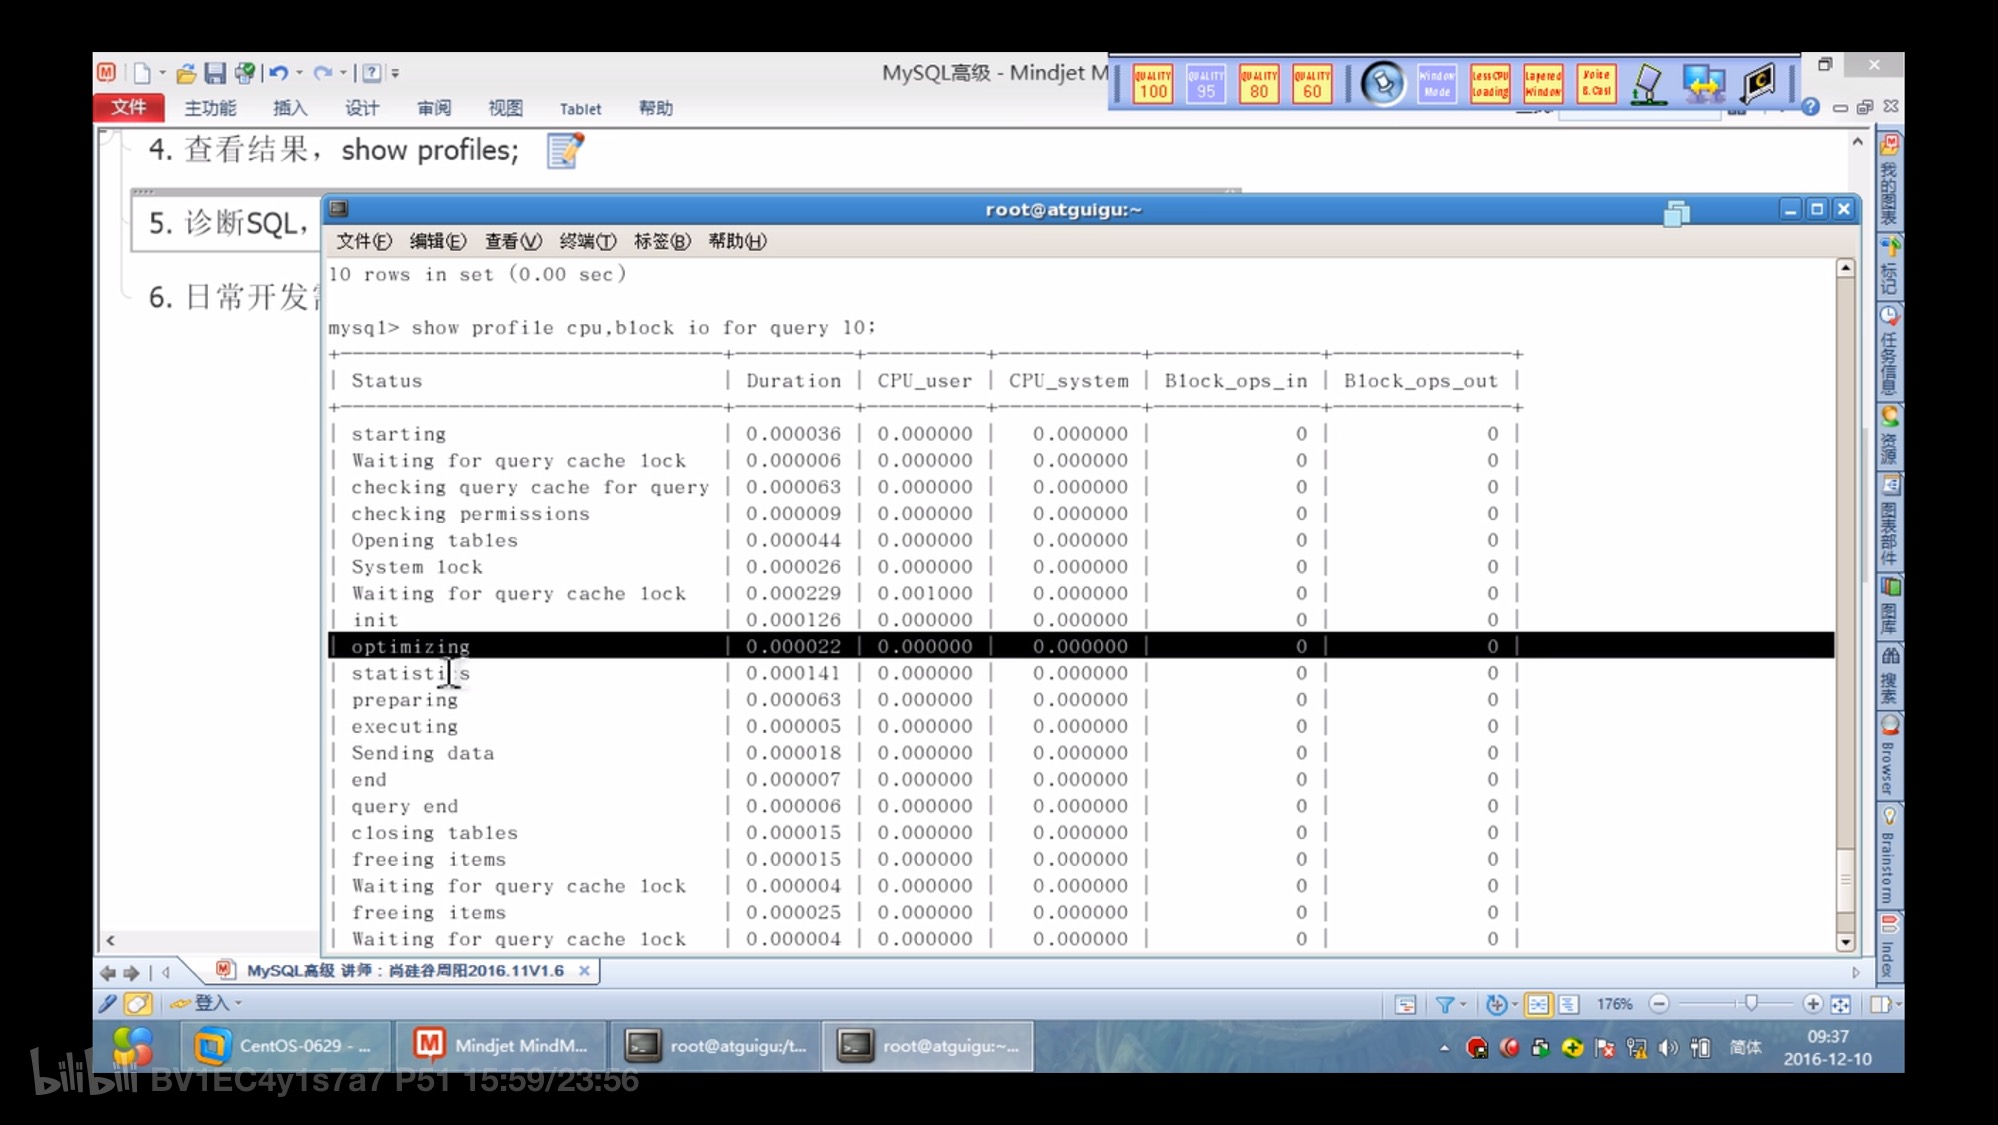 MySQL高级 - Mindjet M
QUALITY 100
QUALITY 95
QUALITY 80
QUALITY 60
Window Mode
LessCPU Loading
Layered Window
Voice B.Cast
文件 主功能 插入 设计 审阅 视图 Tablet 帮助
4. 查看结果，show profiles;
5. 诊断SQL，
6. 日常开发
root@atguigu:~
文件(F) 编辑(E) 查看(V) 终端(T) 标签(B) 帮助(H)
10 rows in set (0.00 sec)
mysql> show profile cpu,block io for query 10;
+--------------------------------+----------+----------+------------+--------------+---------------+
| Status | Duration | CPU_user | CPU_system | Block_ops_in | Block_ops_out |
+--------------------------------+----------+----------+------------+--------------+---------------+
| starting | 0.000036 | 0.000000 | 0.000000 | 0 | 0 |
| Waiting for query cache lock | 0.000006 | 0.000000 | 0.000000 | 0 | 0 |
| checking query cache for query | 0.000063 | 0.000000 | 0.000000 | 0 | 0 |
| checking permissions | 0.000009 | 0.000000 | 0.000000 | 0 | 0 |
| Opening tables | 0.000044 | 0.000000 | 0.000000 | 0 | 0 |
| System lock | 0.000026 | 0.000000 | 0.000000 | 0 | 0 |
| Waiting for query cache lock | 0.000229 | 0.001000 | 0.000000 | 0 | 0 |
| init | 0.000126 | 0.000000 | 0.000000 | 0 | 0 |
| optimizing | 0.000022 | 0.000000 | 0.000000 | 0 | 0 |
| statistics | 0.000141 | 0.000000 | 0.000000 | 0 | 0 |
| preparing | 0.000063 | 0.000000 | 0.000000 | 0 | 0 |
| executing | 0.000005 | 0.000000 | 0.000000 | 0 | 0 |
| Sending data | 0.000018 | 0.000000 | 0.000000 | 0 | 0 |
| end | 0.000007 | 0.000000 | 0.000000 | 0 | 0 |
| query end | 0.000006 | 0.000000 | 0.000000 | 0 | 0 |
| closing tables | 0.000015 | 0.000000 | 0.000000 | 0 | 0 |
| freeing items | 0.000015 | 0.000000 | 0.000000 | 0 | 0 |
| Waiting for query cache lock | 0.000004 | 0.000000 | 0.000000 | 0 | 0 |
| freeing items | 0.000025 | 0.000000 | 0.000000 | 0 | 0 |
| Waiting for query cache lock | 0.000004 | 0.000000 | 0.000000 | 0 | 0 |
我的图表
标记
任务信息
资源
图表部件
图库
搜索
Browser
Brainstorm
Index
MySQL高级 讲师：尚硅谷周阳2016.11V1.6
登入
176%
CentOS-0629 - ...
Mindjet MindM...
root@atguigu:/t...
root@atguigu:~...
简体
09:37
2016-12-10
bilibili BV1EC4y1s7a7 P51 15:59/23:56